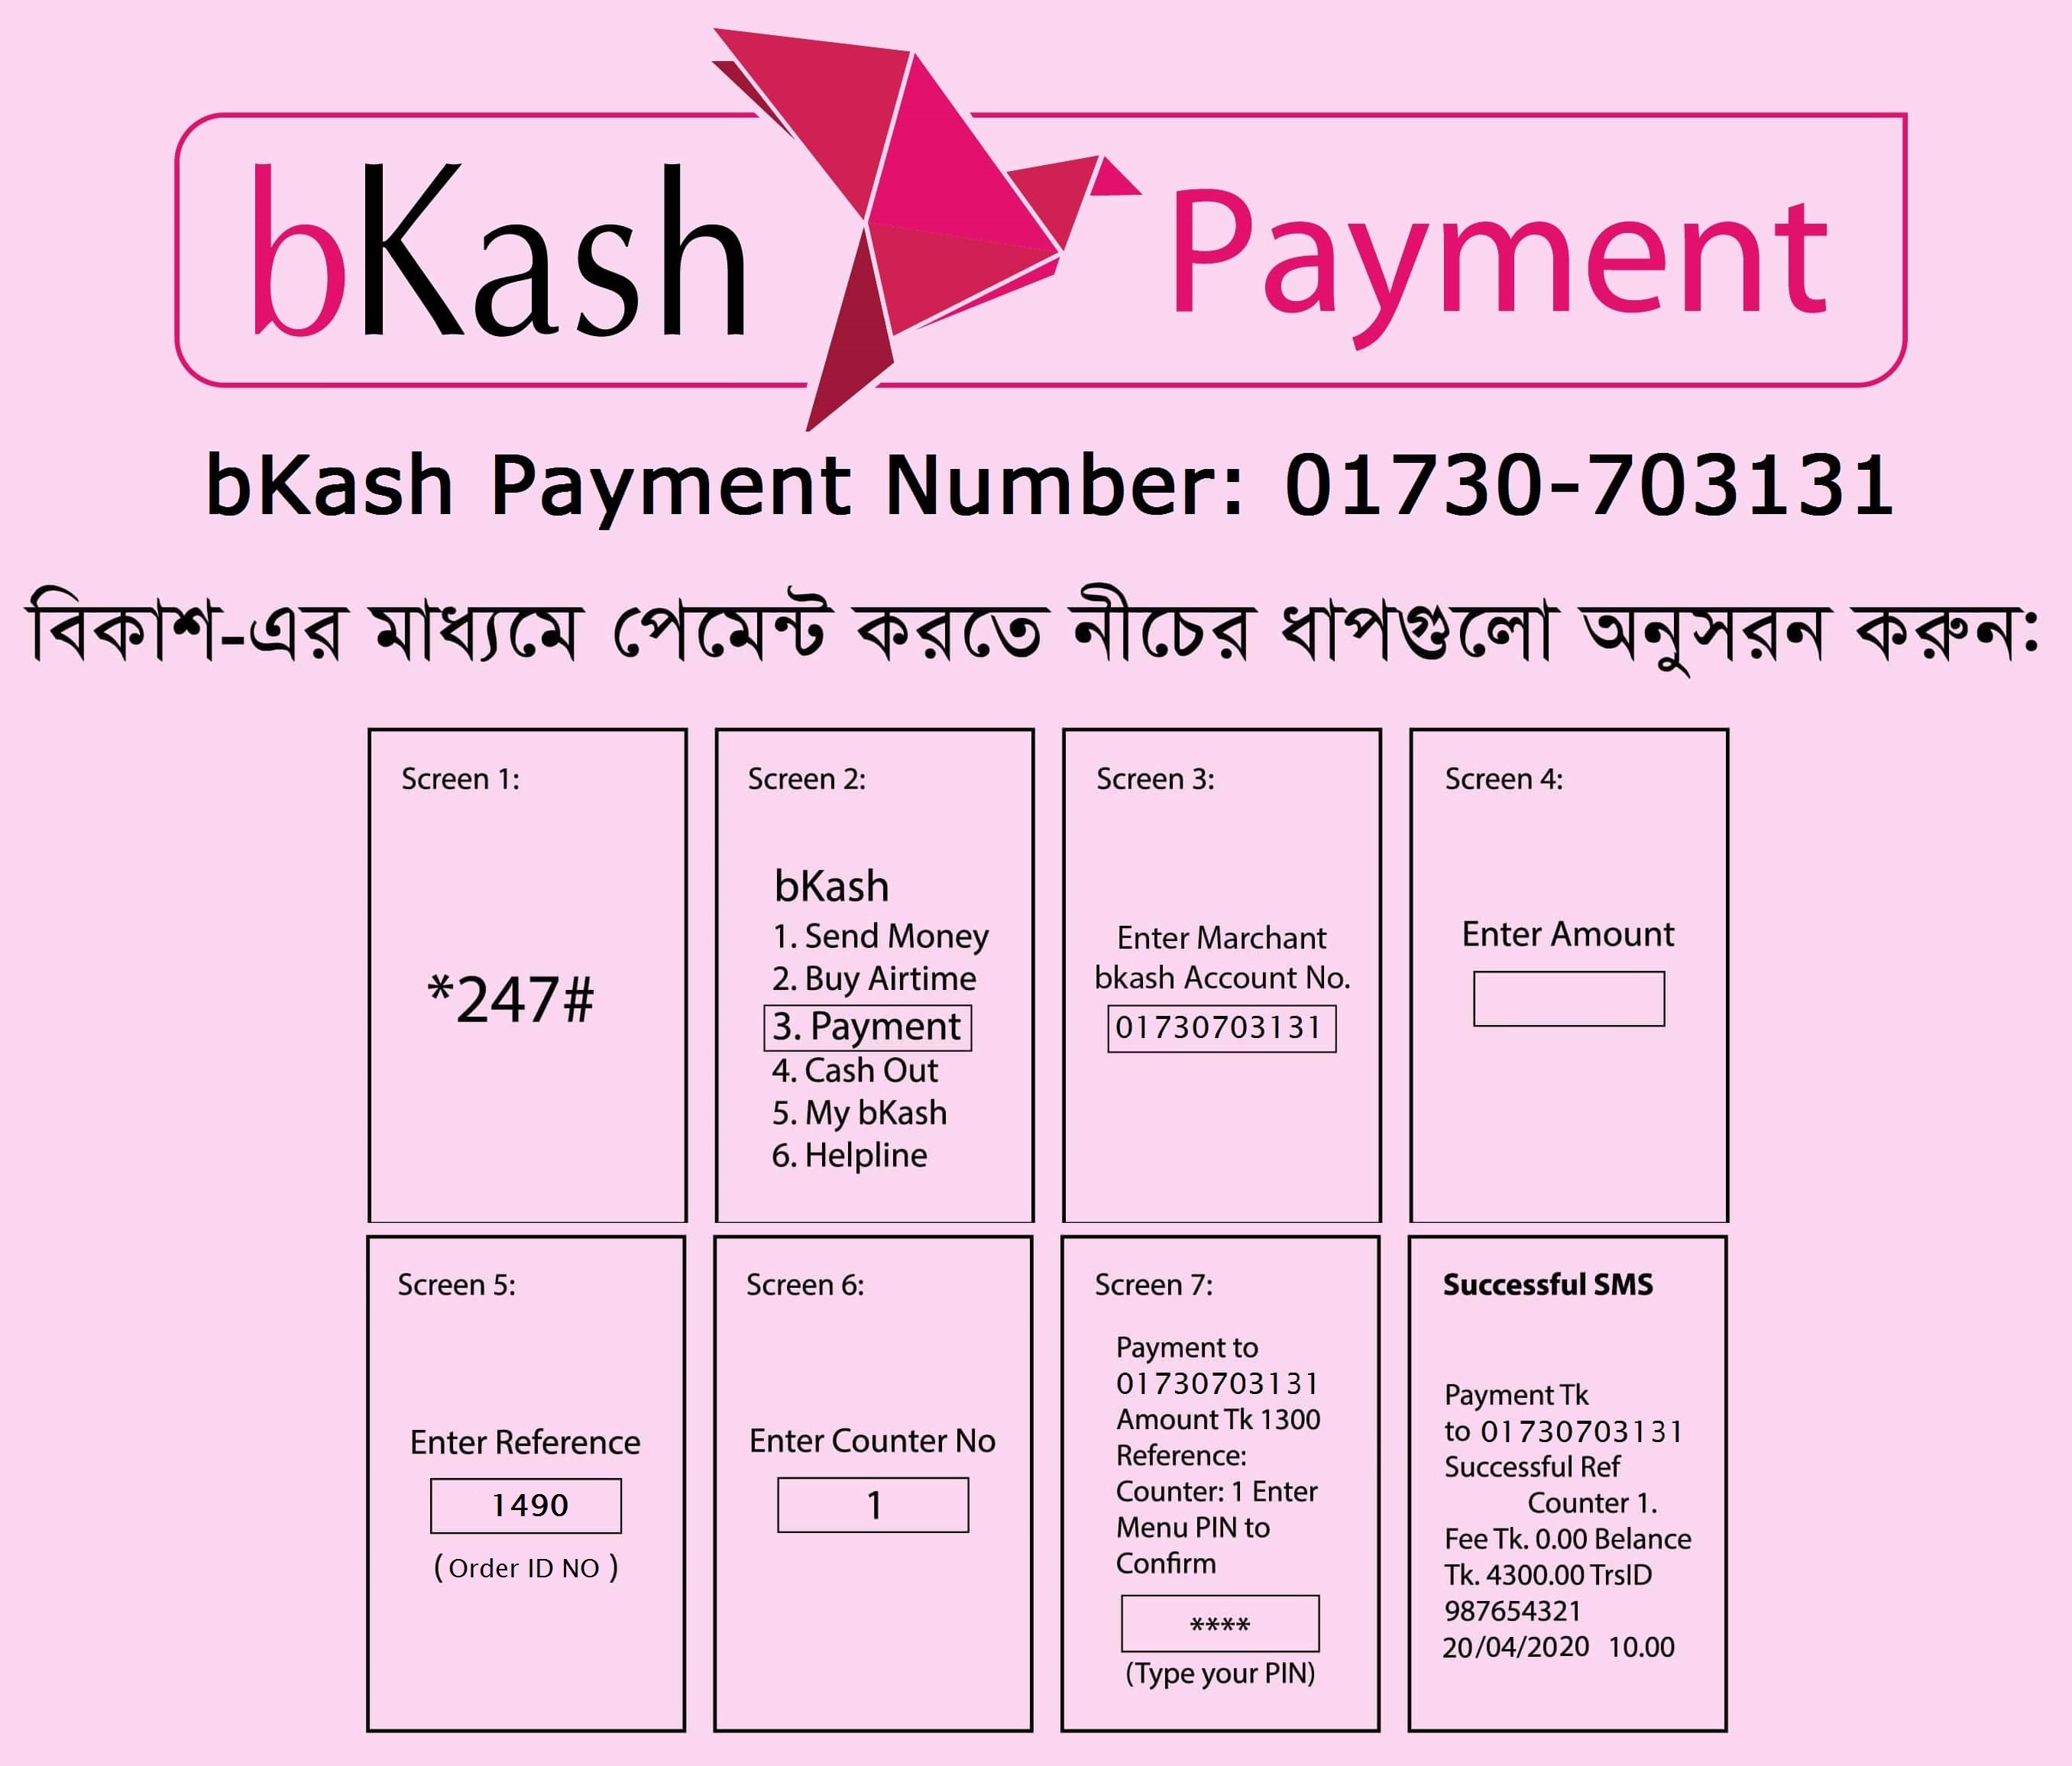 bKash Payment
bKash Payment Number: 01730-703131
বিকাশ-এর মাধ্যমে পেমেন্ট করতে নীচের ধাপগুলো অনুসরন করুন:
Screen 1:
*247#
Screen 2:
bKash
1. Send Money
2. Buy Airtime
3. Payment
4. Cash Out
5. My bKash
6. Helpline
Screen 3:
Enter Marchant
bkash Account No.
01730703131
Screen 4:
Enter Amount
Screen 5:
Enter Reference
1490
( Order ID NO )
Screen 6:
Enter Counter No
1
Screen 7:
Payment to
01730703131
Amount Tk 1300
Reference:
Counter: 1 Enter
Menu PIN to
Confirm
****
(Type your PIN)
Successful SMS
Payment Tk
to 01730703131
Successful Ref
Counter 1.
Fee Tk. 0.00 Belance
Tk. 4300.00 TrsID
987654321
20/04/2020 10.00